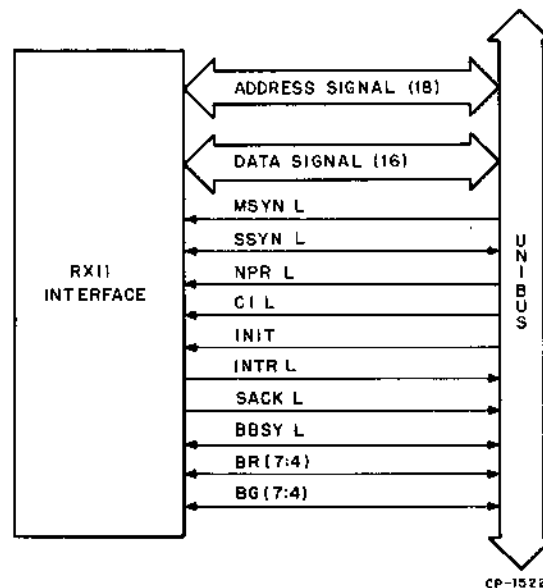 ADDRESS SIGNAL (18)
DATA SIGNAL (16)
MSYN L
SSYN L
NPR L
C1 L
INIT
INTR L
SACK L
BBSY L
BR (7:4)
BG (7:4)
RX11
INTERFACE
UNIBUS
CP-1522